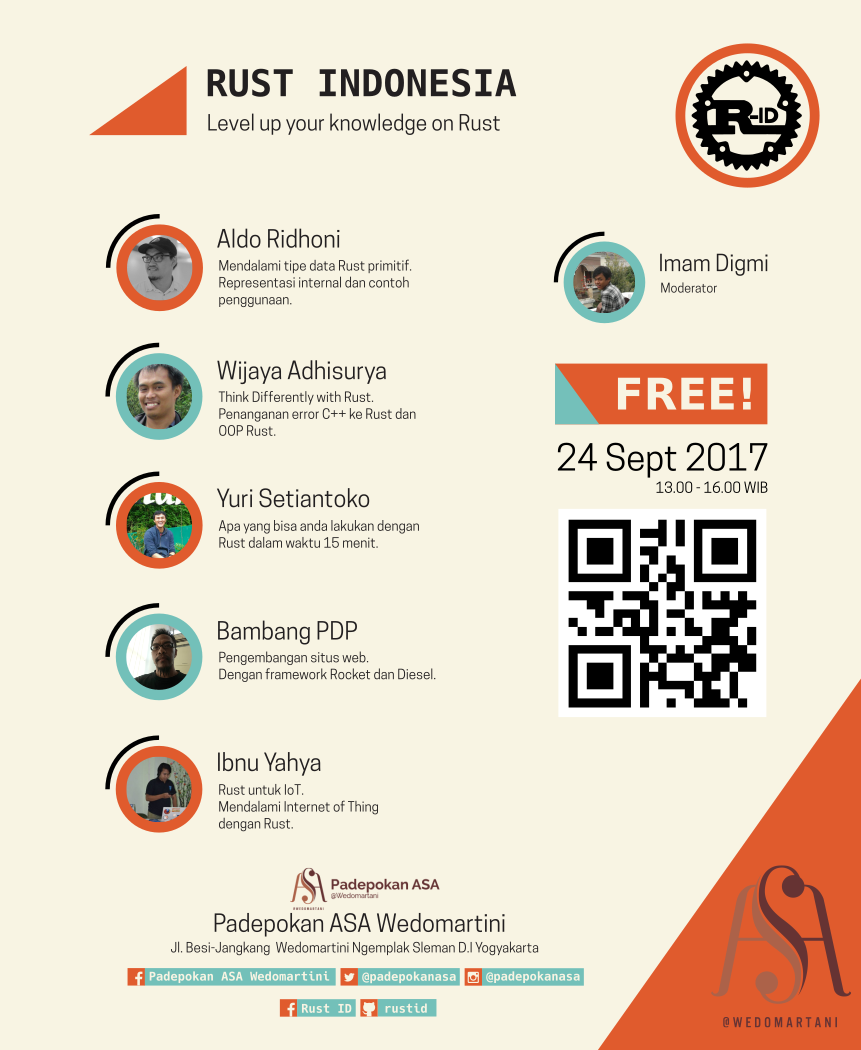 RUST INDONESIA
Level up your knowledge on Rust
R-ID
Aldo Ridhoni
Mendalami tipe data Rust primitif.
Representasi internal dan contoh
penggunaan.
Imam Digmi
Moderator
Wijaya Adhisurya
Think Differently with Rust.
Penanganan error C++ ke Rust dan
OOP Rust.
FREE!
24 Sept 2017
13.00 - 16.00 WIB
Yuri Setiantoko
Apa yang bisa anda lakukan dengan
Rust dalam waktu 15 menit.
Bambang PDP
Pengembangan situs web.
Dengan framework Rocket dan Diesel.
Ibnu Yahya
Rust untuk IoT.
Mendalami Internet of Thing
dengan Rust.
ASA
@WEDOMARTANI
Padepokan ASA
@Wedomartani
Padepokan ASA Wedomartini
Jl. Besi-Jangkang Wedomartini Ngemplak Sleman D.I Yogyakarta
Padepokan ASA Wedomartini @padepokanasa @padepokanasa
Rust ID rustid
ASA
@WEDOMARTANI